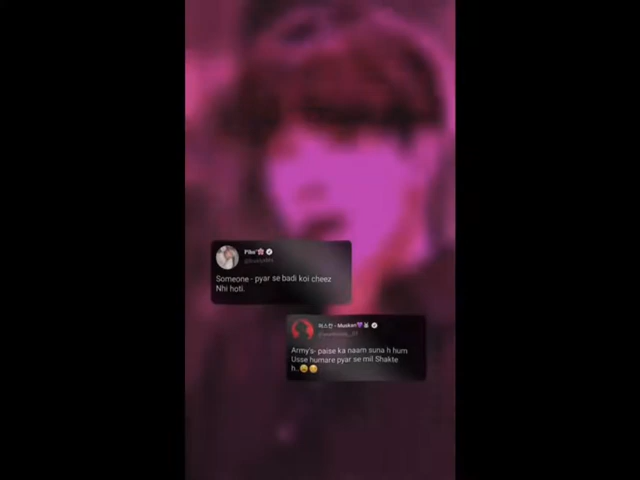 Someone - pyar se badi koi cheez
Nhi hoti.
Muskan
Army's- paise ka naam suna h hum
Usse humare pyar se mil Shakte
h..😄😊